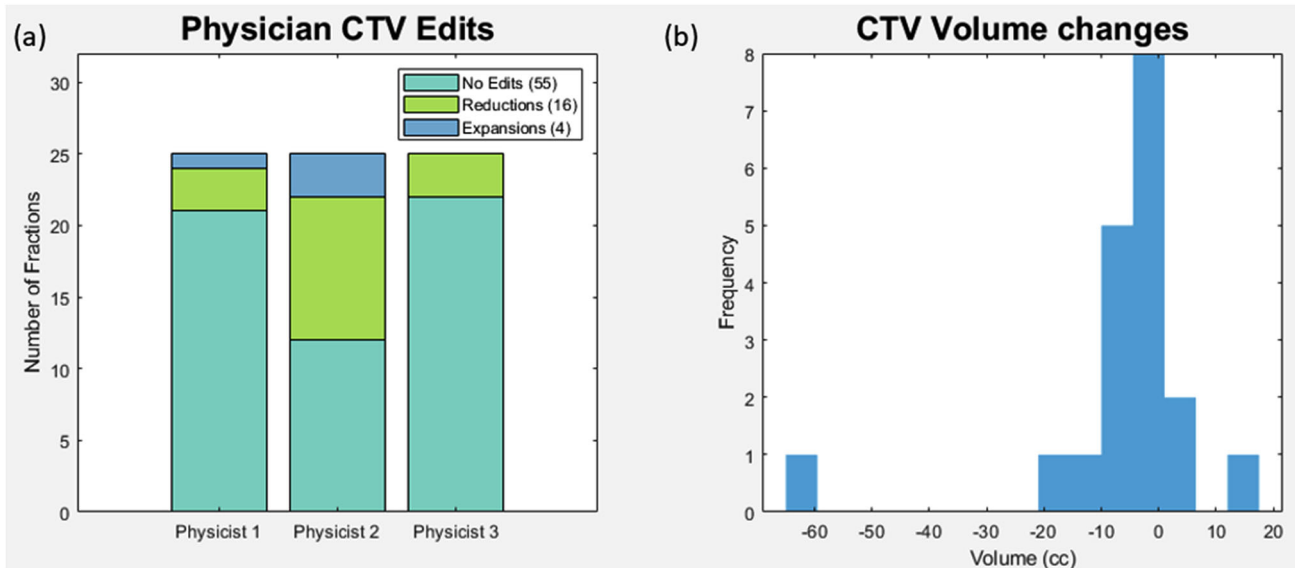 (a)
Physician CTV Edits
No Edits (55)
Reductions (16)
Expansions (4)
Number of Fractions
30
25
20
15
10
5
0
Physicist 1
Physicist 2
Physicist 3
(b)
CTV Volume changes
Frequency
8
7
6
5
4
3
2
1
0
-60
-50
-40
-30
-20
-10
0
10
20
Volume (cc)